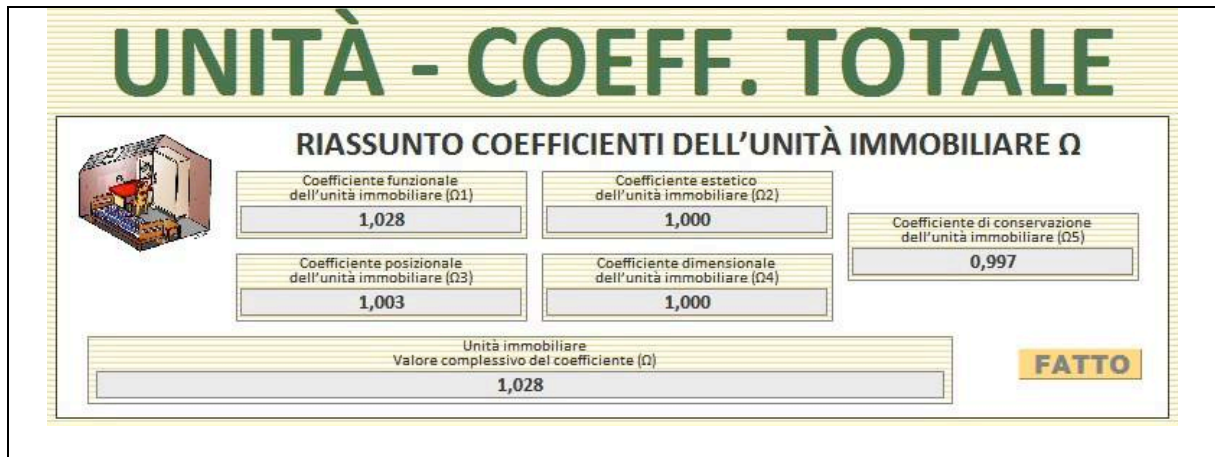 UNITÀ - COEFF. TOTALE
RIASSUNTO COEFFICIENTI DELL'UNITÀ IMMOBILIARE Ω
Coefficiente funzionale
dell'unità immobiliare (Ω1)
1,028
Coefficiente estetico
dell'unità immobiliare (Ω2)
1,000
Coefficiente posizionale
dell'unità immobiliare (Ω3)
1,003
Coefficiente dimensionale
dell'unità immobiliare (Ω4)
1,000
Coefficiente di conservazione
dell'unità immobiliare (Ω5)
0,997
Unità immobiliare
Valore complessivo del coefficiente (Ω)
1,028
FATTO